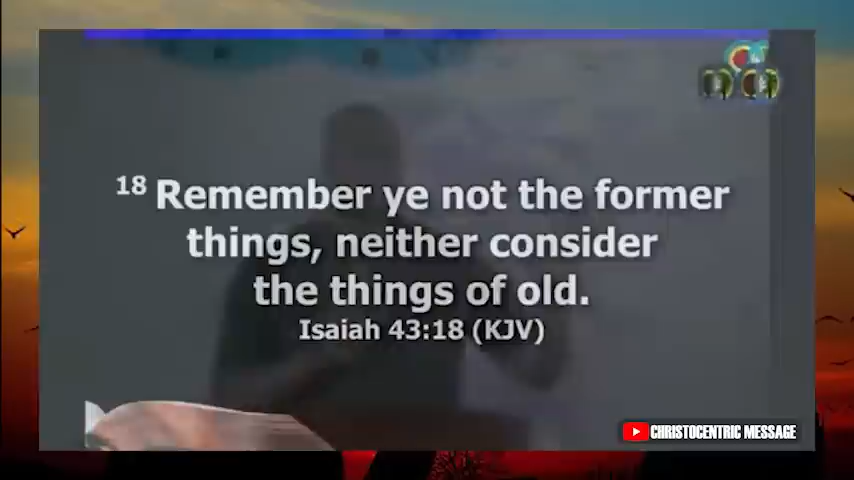 18 Remember ye not the former
things, neither consider
the things of old.
Isaiah 43:18 (KJV)
CHRISTOCENTRIC MESSAGE